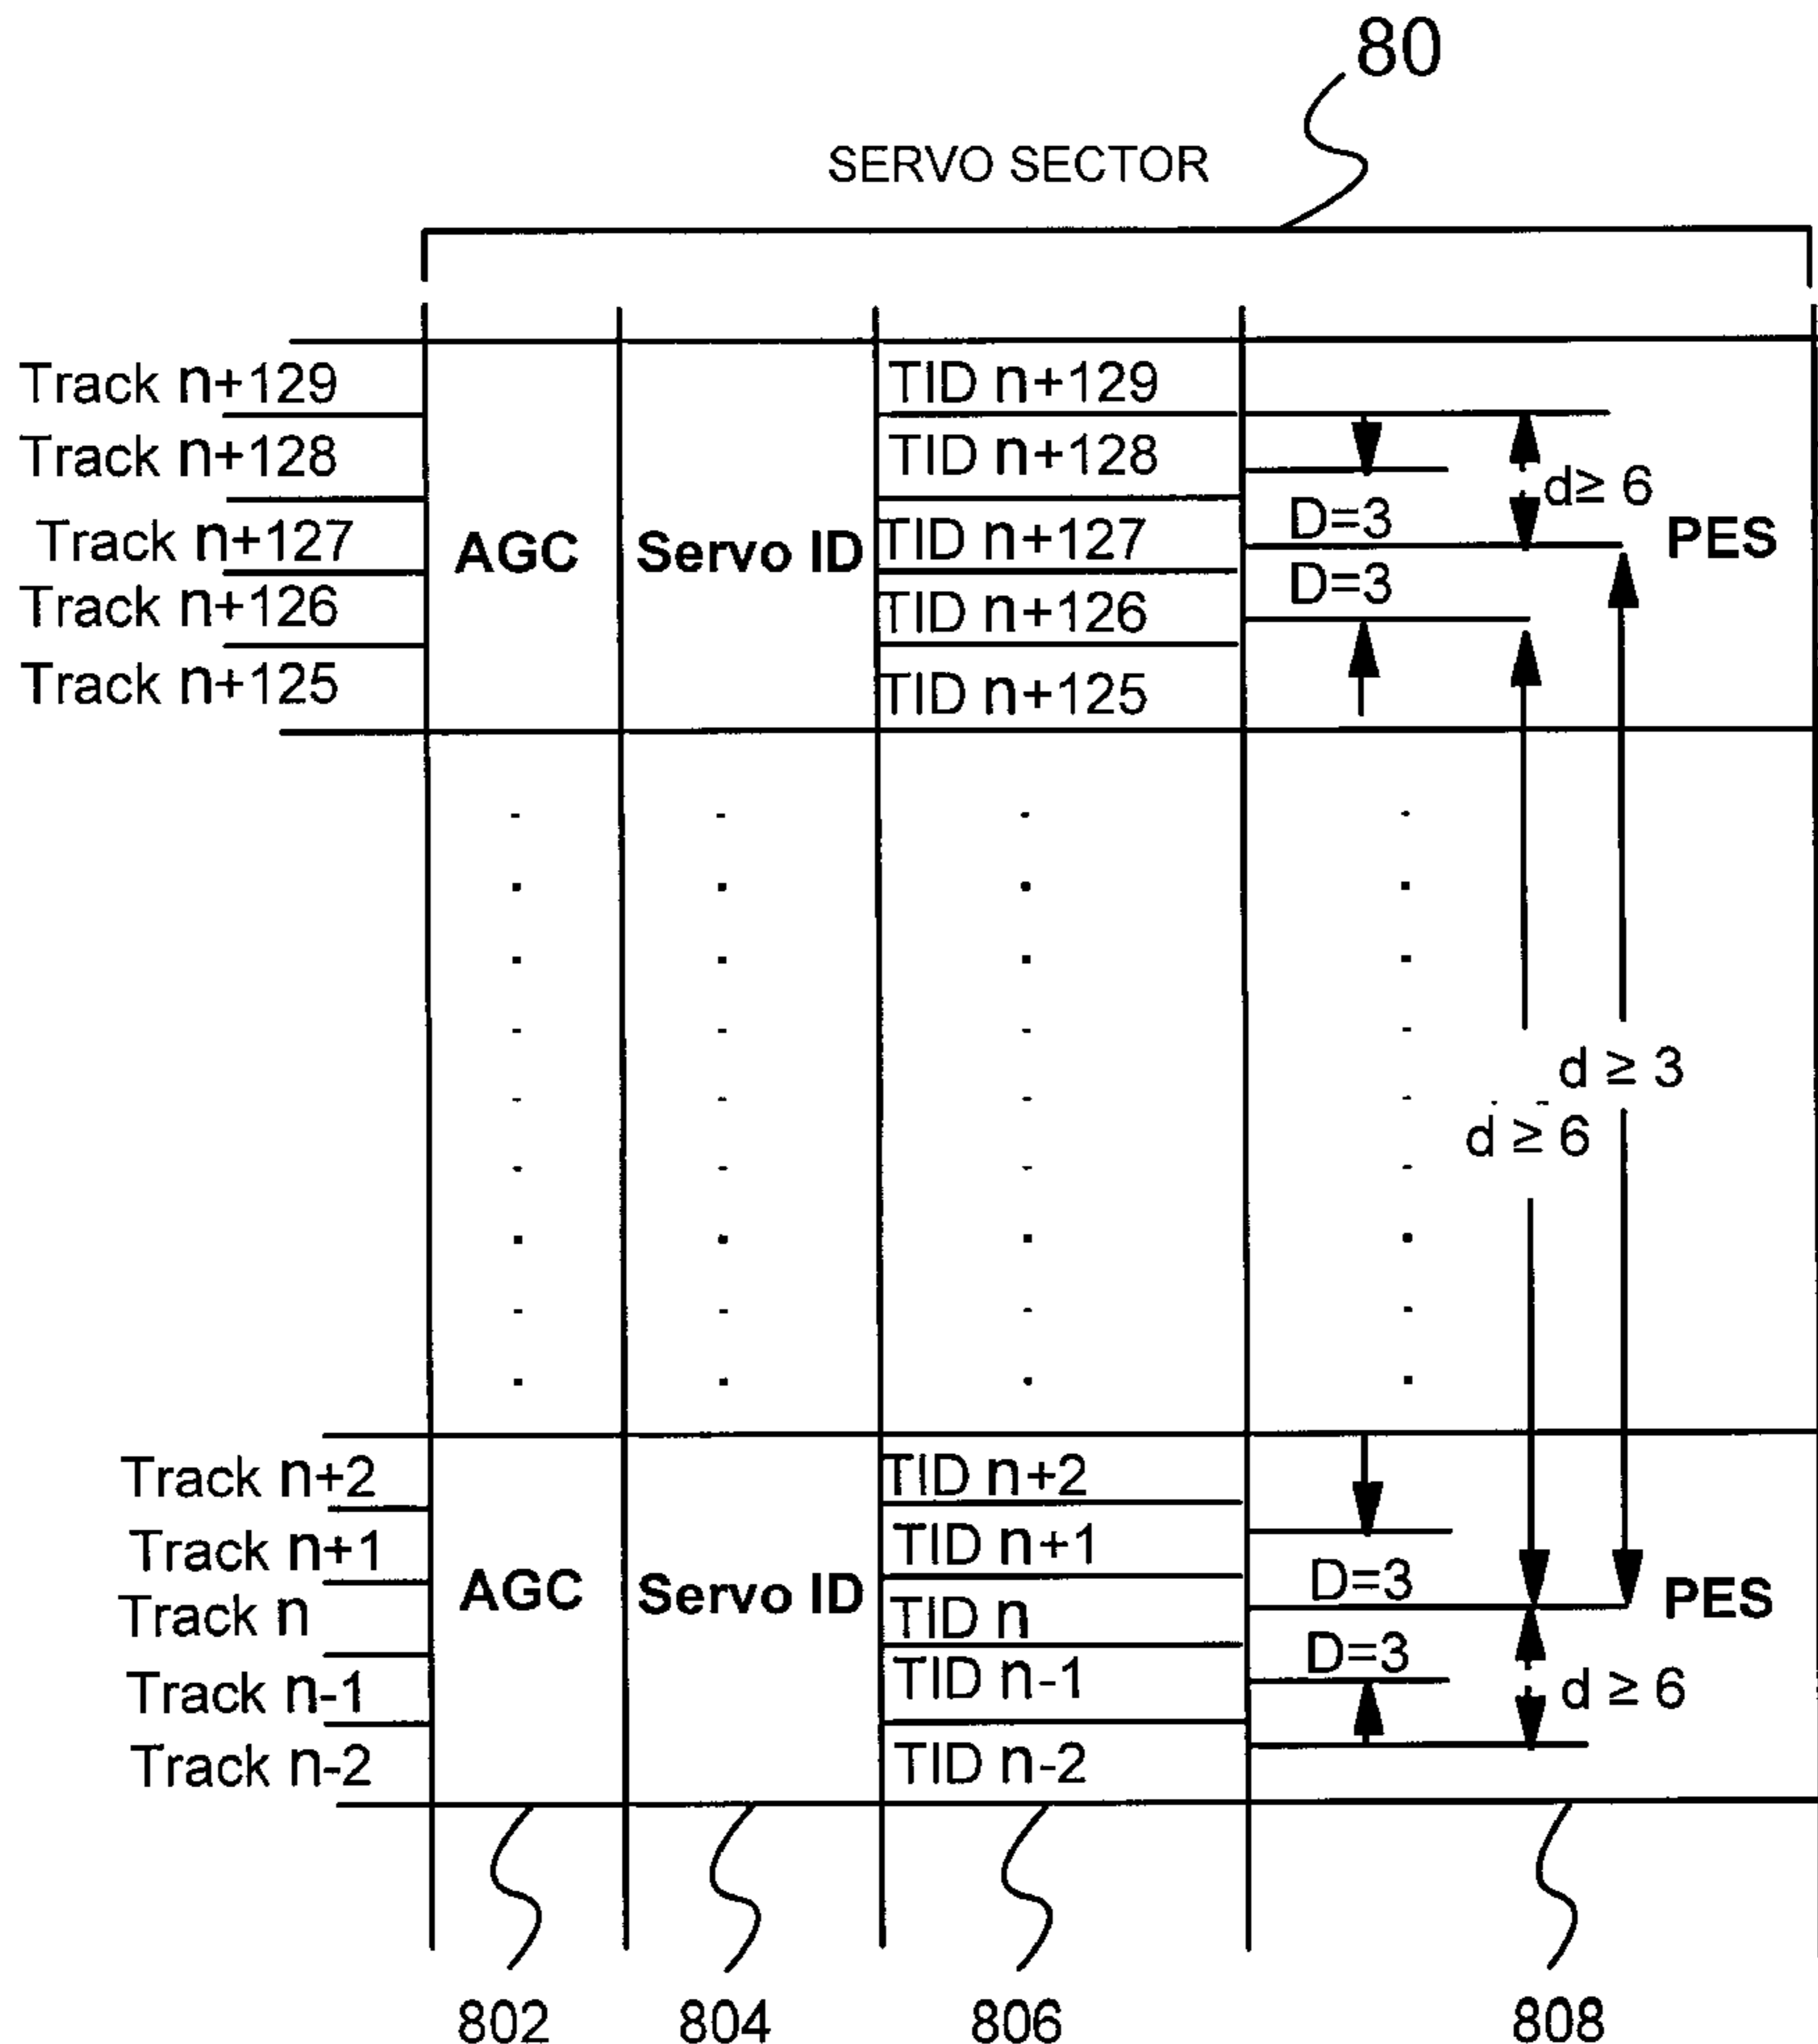 80
SERVO SECTOR
Track n+129 TID n+129
Track n+128 TID n+128
d≥ 6
D=3
Track n+127 AGC Servo ID TID n+127 PES
D=3
Track n+126 TID n+126
Track n+125 TID n+125
d ≥ 3
d ≥ 6
Track n+2 TID n+2
Track n+1 TID n+1
D=3
Track n AGC Servo ID TID n PES
D=3
Track n-1 TID n-1 d ≥ 6
Track n-2 TID n-2
802 804 806 808